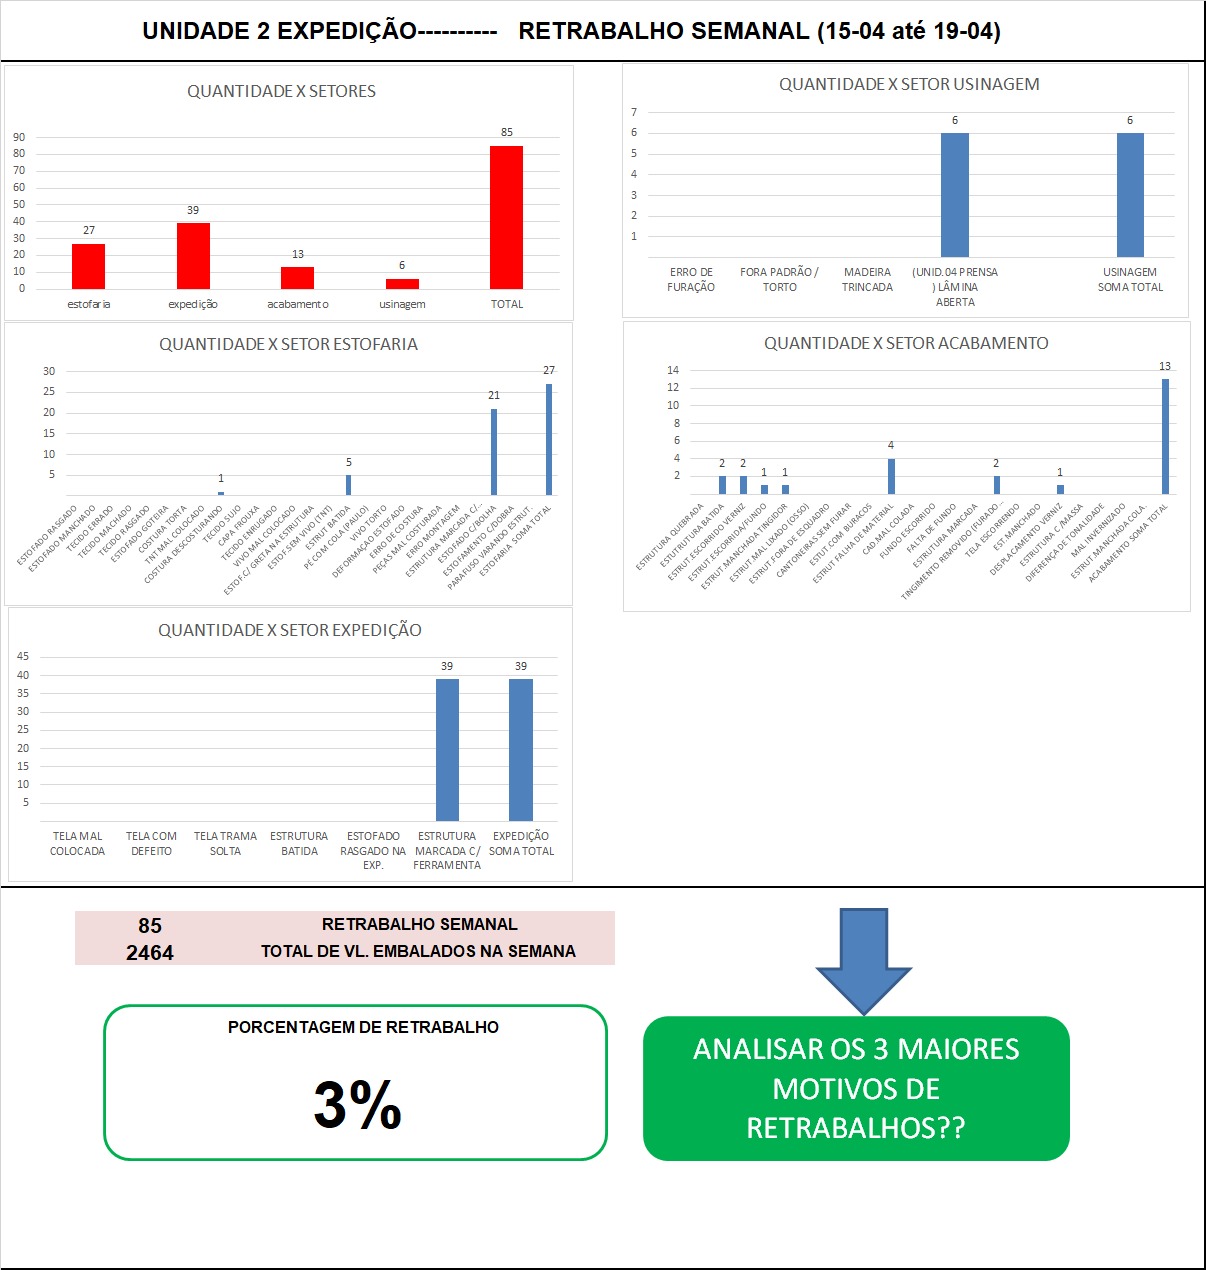 UNIDADE 2 EXPEDIÇÃO---------- RETRABALHO SEMANAL (15-04 até 19-04)
QUANTIDADE X SETORES
90
80
70
60
50
40
30
20
10
0
27
39
13
6
85
estofaria
expedição
acabamento
usinagem
TOTAL
QUANTIDADE X SETOR USINAGEM
7
6
5
4
3
2
1
6
6
ERRO DE
FURAÇÃO
FORA PADRÃO /
TORTO
MADEIRA
TRINCADA
(UNID.04 PRENSA
) LÂMINA
ABERTA
USINAGEM
SOMA TOTAL
QUANTIDADE X SETOR ESTOFARIA
30
25
20
15
10
5
1
5
21
27
ESTOFADO RASGADO
ESTOFADO MANCHADO
TECIDO ERRADO
TECIDO MACHADO
TECIDO RASGADO
ESTOFADO GOTEIRA
COSTURA TORTA
TNT MAL COLOCADO
COSTURA DESCOSTURANDO
TECIDO SUJO
CAPA FROUXA
TECIDO ENRUGADO
VIVO MAL COLOCADO
ESTOF.C/ GRETA NA ESTRUTURA
ESTOF.SEM VIVO (TNT)
ESTRUT BATIDA
PÉ COM COLA (PAULO)
VIVO TORTO
DEFORMAÇÃO ESTOFADO
ERRO DE COSTURA
PEÇAS MAL COSTURADA
ERRO MONTAGEM
ESTRUTURA MARCADA C/…
ESTOFADO C/BOLHA
ESTOFAMENTO C/DOBRA
PARAFUSO VARANDO ESTRUT…
ESTOFARIA SOMA TOTAL
QUANTIDADE X SETOR ACABAMENTO
14
12
10
8
6
4
2
2
2
1
1
4
2
1
13
ESTRUTURA QUEBRADA
ESTUTRUTURA BATIDA
ESTRUT.ESCORRIDO VERNIZ
ESTRUT.ESCORRIDA/FUNDO
ESTRUT.MANCHADA TINGIDOR
ESTRUT.MAL LIXADO (OSSO)
ESTRUT.FORA DE ESQUADRO
CANTONEIRAS SEM FURAR
ESTUT.COM BURACOS
ESTRUT FALHA DE MATERIAL
CAD.MAL COLADA
FUNDO ESCORRIDO
FALTA DE FUNDO
ESTRUTURA MARCADA
TINGIMENTO REMOVIDO (FURADO…
TELA ESCORRENDO
EST.MANCHADO
DESPLACAMENTO VERNIZ
ESTRUTURA C /MASSA
DIFERENÇA DE TONALIDADE
MAL INVERNIZADO
ESTRUT.MANCHADA COLA.
ACABAMENTO SOMA TOTAL
QUANTIDADE X SETOR EXPEDIÇÃO
45
40
35
30
25
20
15
10
5
39
39
TELA MAL
COLOCADA
TELA COM
DEFEITO
TELA TRAMA
SOLTA
ESTRUTURA
BATIDA
ESTOFADO
RASGADO NA
EXP.
ESTRUTURA
MARCADA C/
FERRAMENTA
EXPEDIÇÃO
SOMA TOTAL
85 RETRABALHO SEMANAL
2464 TOTAL DE VL. EMBALADOS NA SEMANA
PORCENTAGEM DE RETRABALHO
3%
ANALISAR OS 3 MAIORES
MOTIVOS DE
RETRABALHOS??